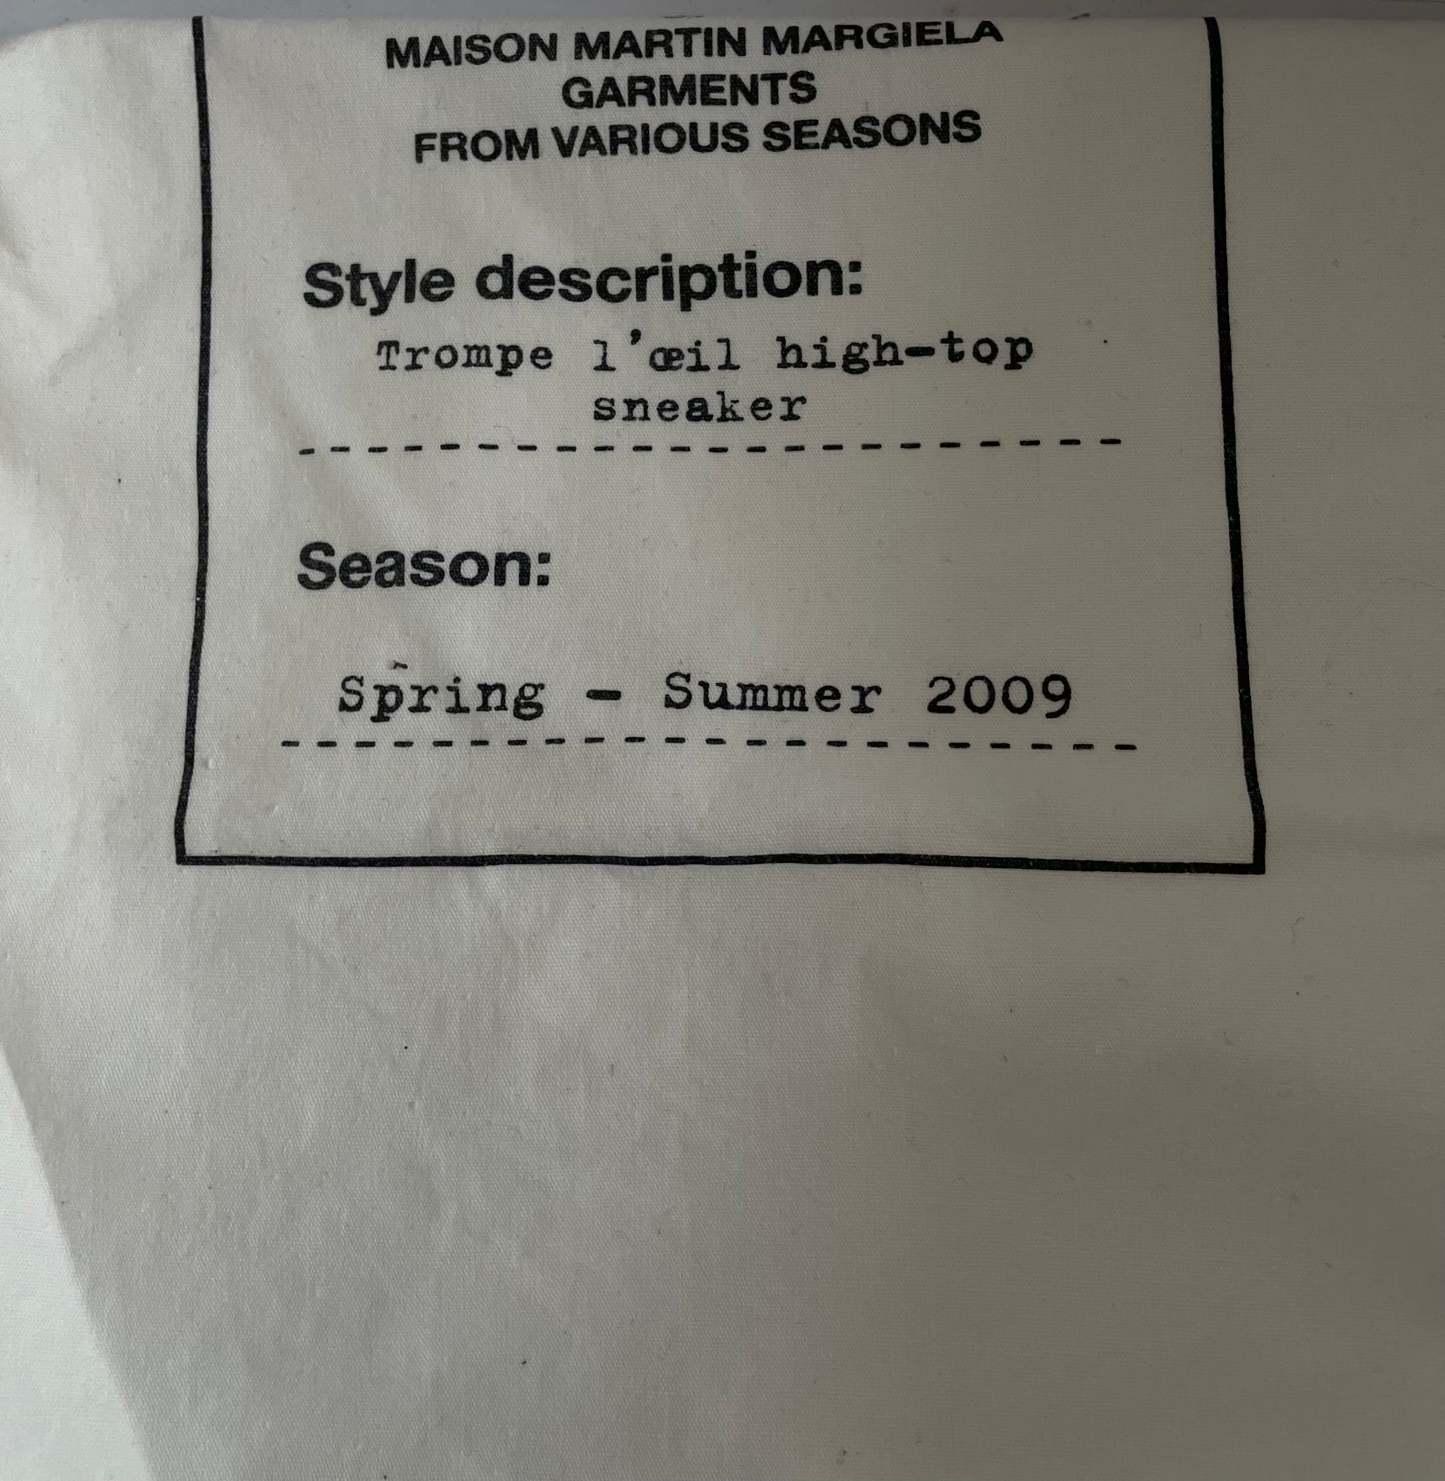 MAISON MARTIN MARGIELA
GARMENTS
FROM VARIOUS SEASONS
Style description:
Trompe l'œil high-top
sneaker
Season:
Spring - Summer 2009